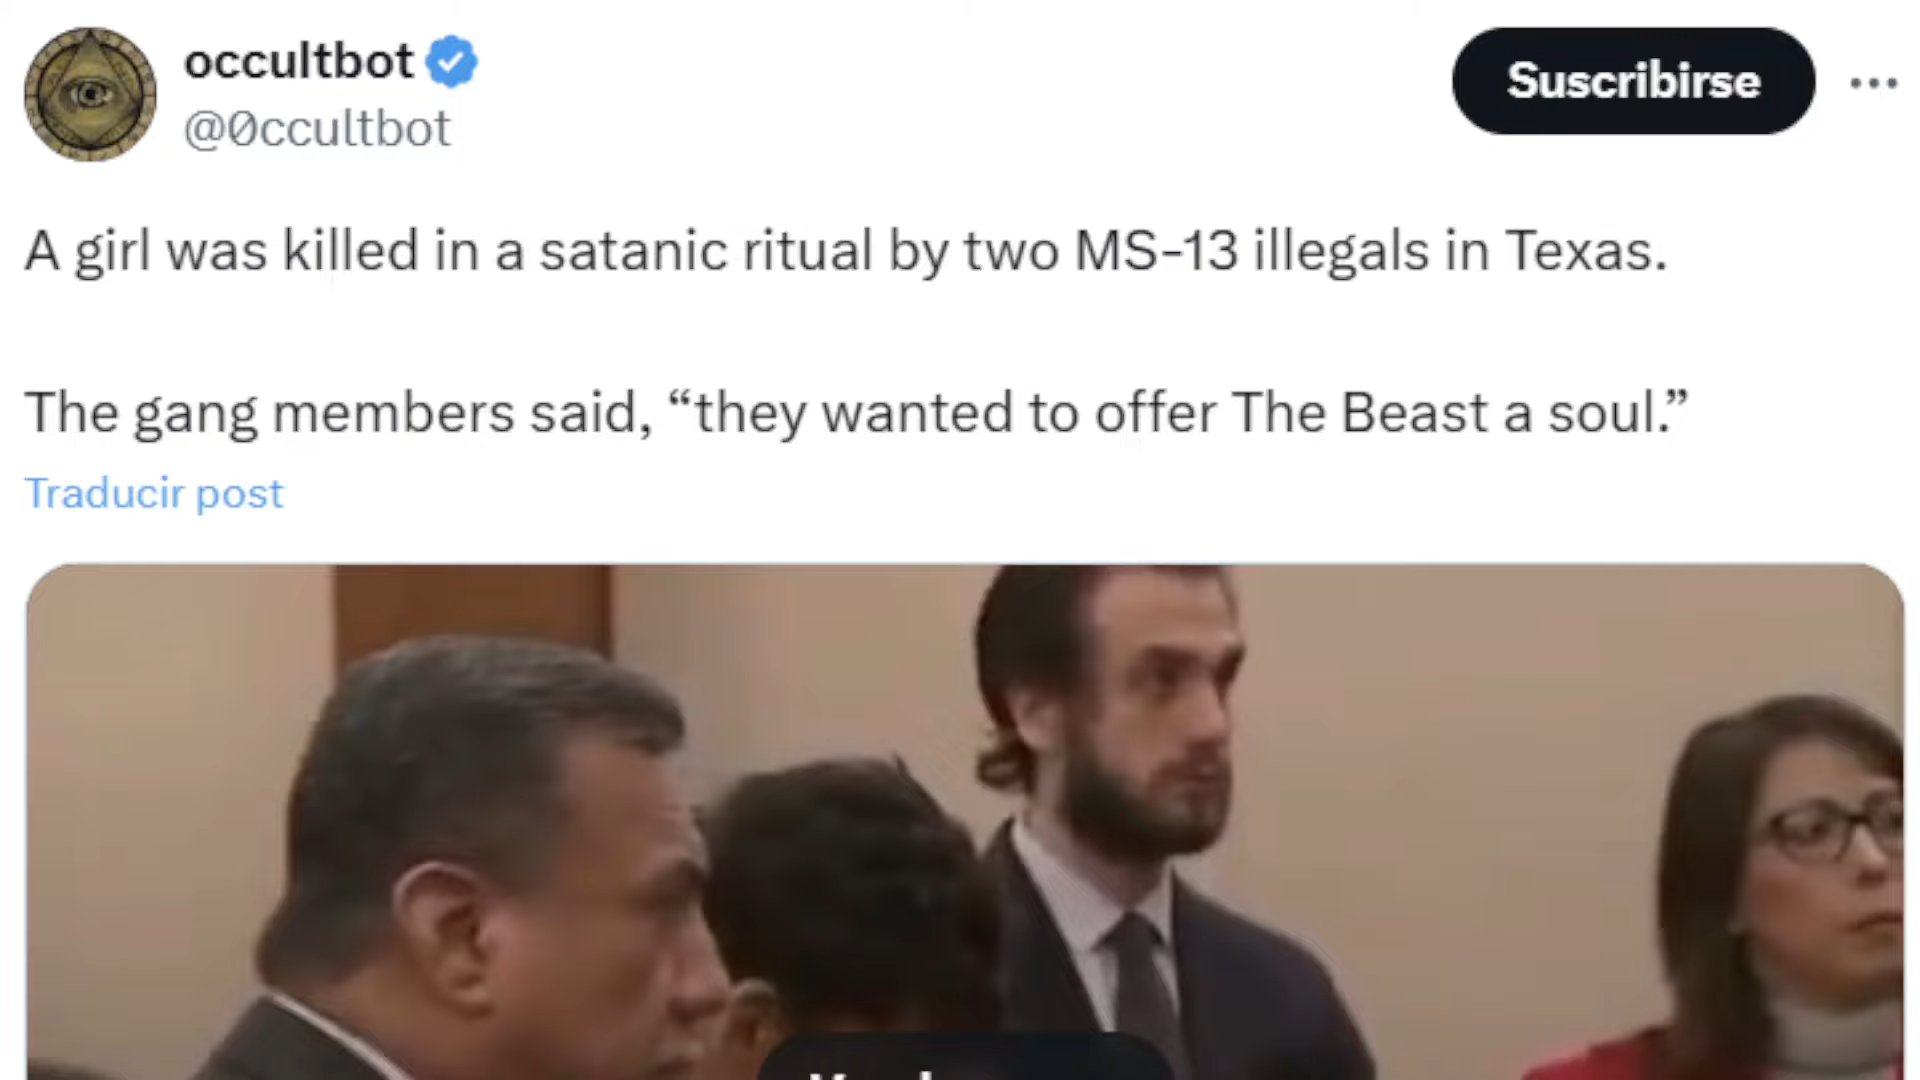 occultbot
@0ccultbot
Suscribirse
A girl was killed in a satanic ritual by two MS-13 illegals in Texas.
The gang members said, “they wanted to offer The Beast a soul.”
Traducir post